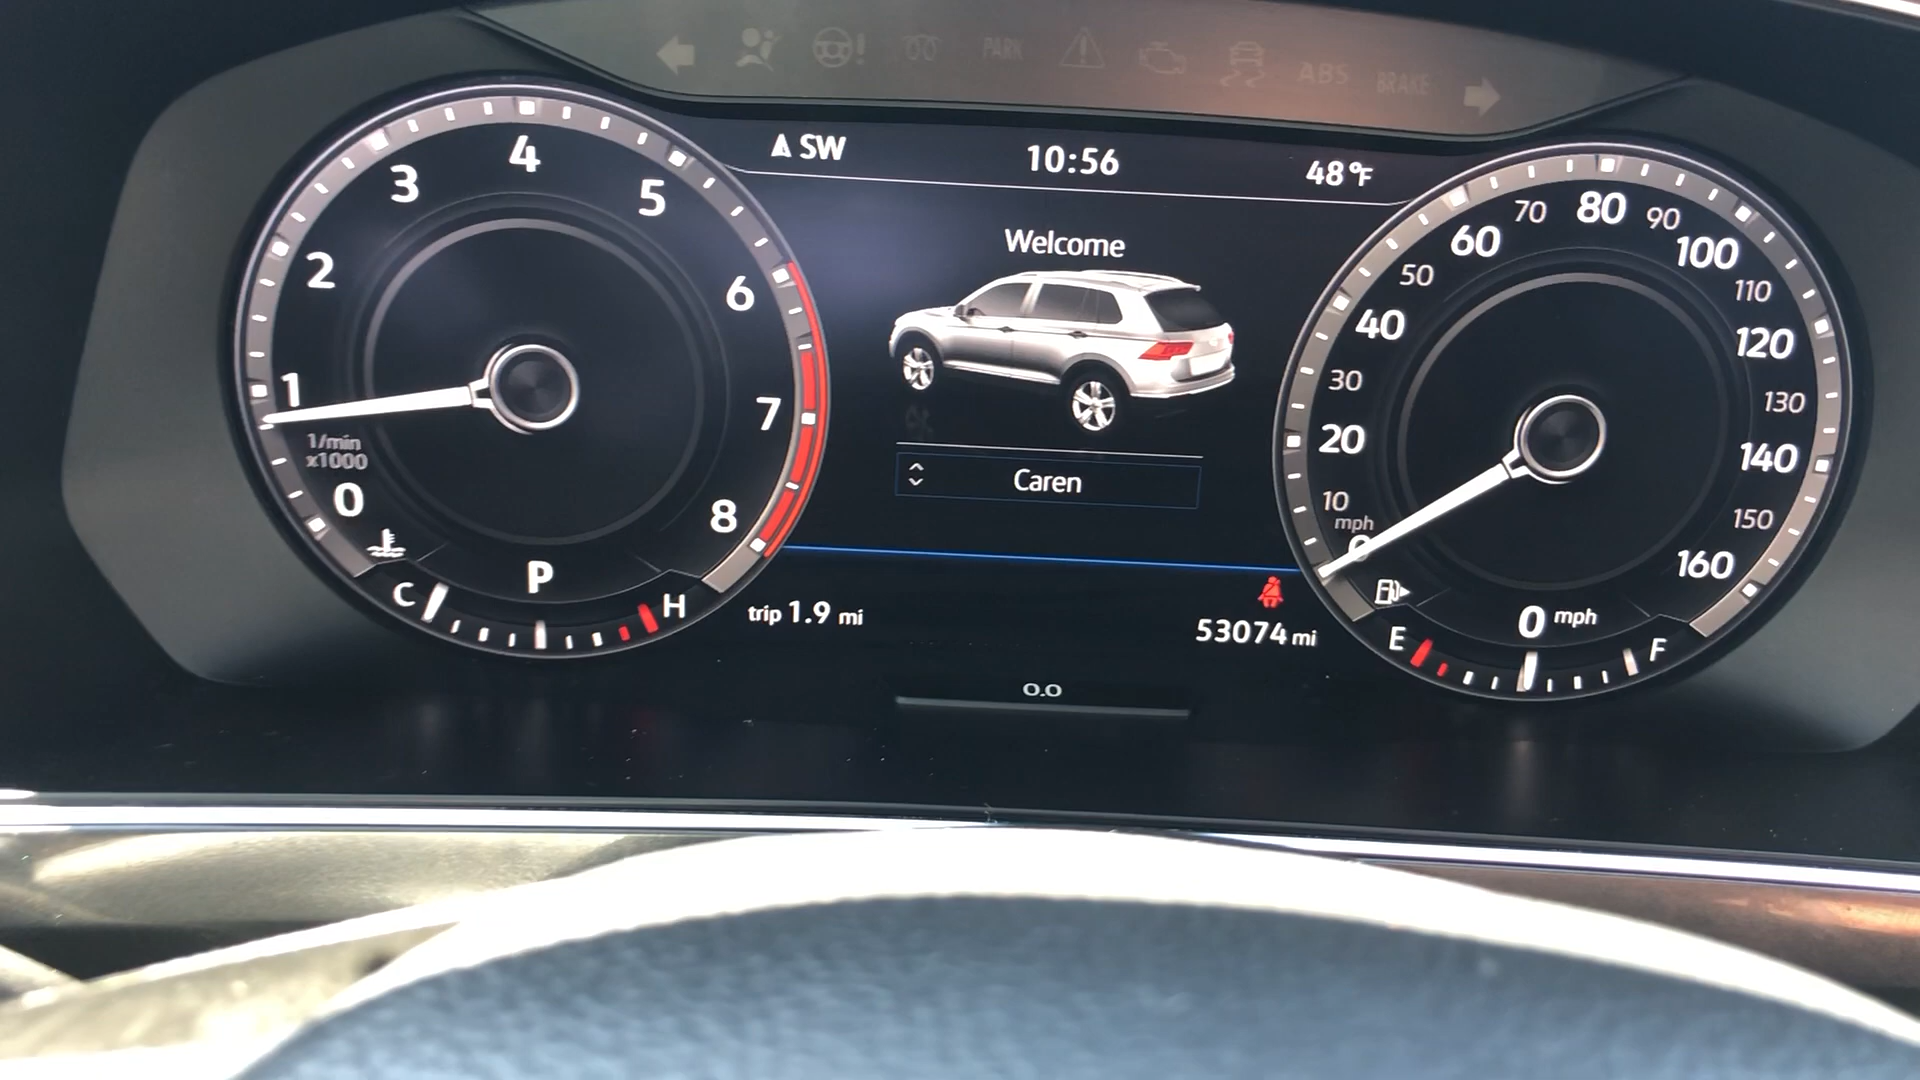 PARK
ABS
BRAKE
SW 10:56 48°F
Welcome
Caren
trip 1.9 mi
53074 mi
0.0
0
1
2
3
4
5
6
7
8
1/min
x1000
P
C H
0
10
20
30
40
50
60
70
80
90
100
110
120
130
140
150
160
mph
0 mph
E F